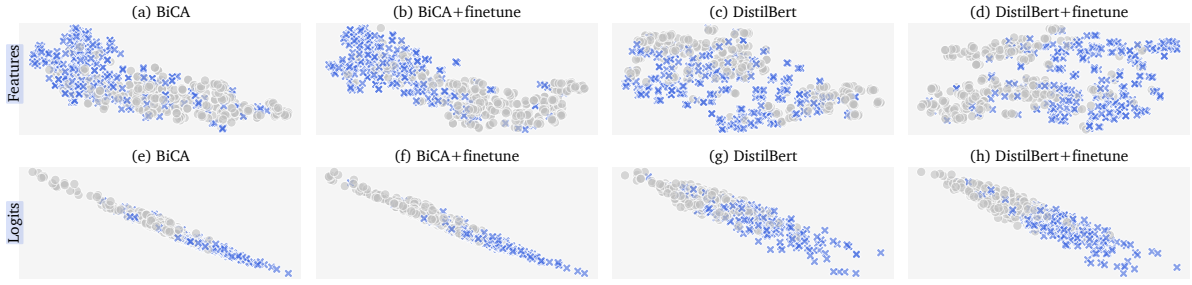 (a) BiCA
(b) BiCA+finetune
(c) DistilBert
(d) DistilBert+finetune
Features
(e) BiCA
(f) BiCA+finetune
(g) DistilBert
(h) DistilBert+finetune
Logits